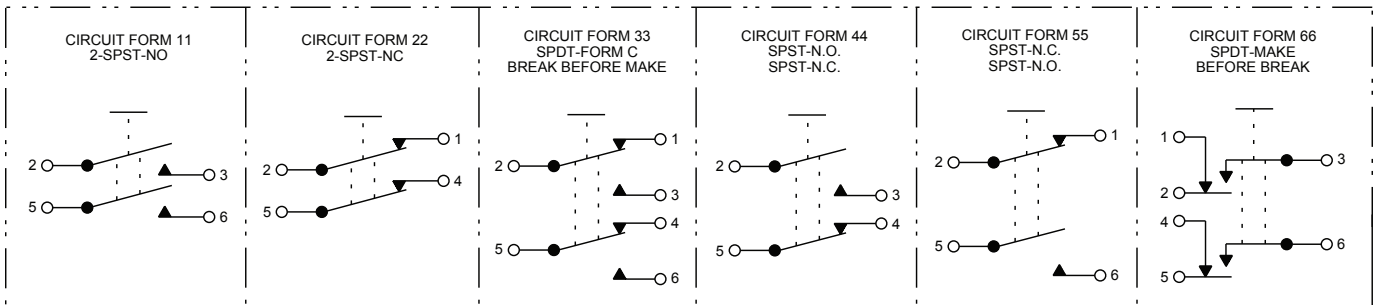 CIRCUIT FORM 11
2-SPST-NO
2
3
5
6
CIRCUIT FORM 22
2-SPST-NC
1
2
4
5
CIRCUIT FORM 33
SPDT-FORM C
BREAK BEFORE MAKE
1
2
3
4
5
6
CIRCUIT FORM 44
SPST-N.O.
SPST-N.C.
2
3
4
5
CIRCUIT FORM 55
SPST-N.C.
SPST-N.O.
1
2
5
6
CIRCUIT FORM 66
SPDT-MAKE
BEFORE BREAK
1
3
2
4
6
5